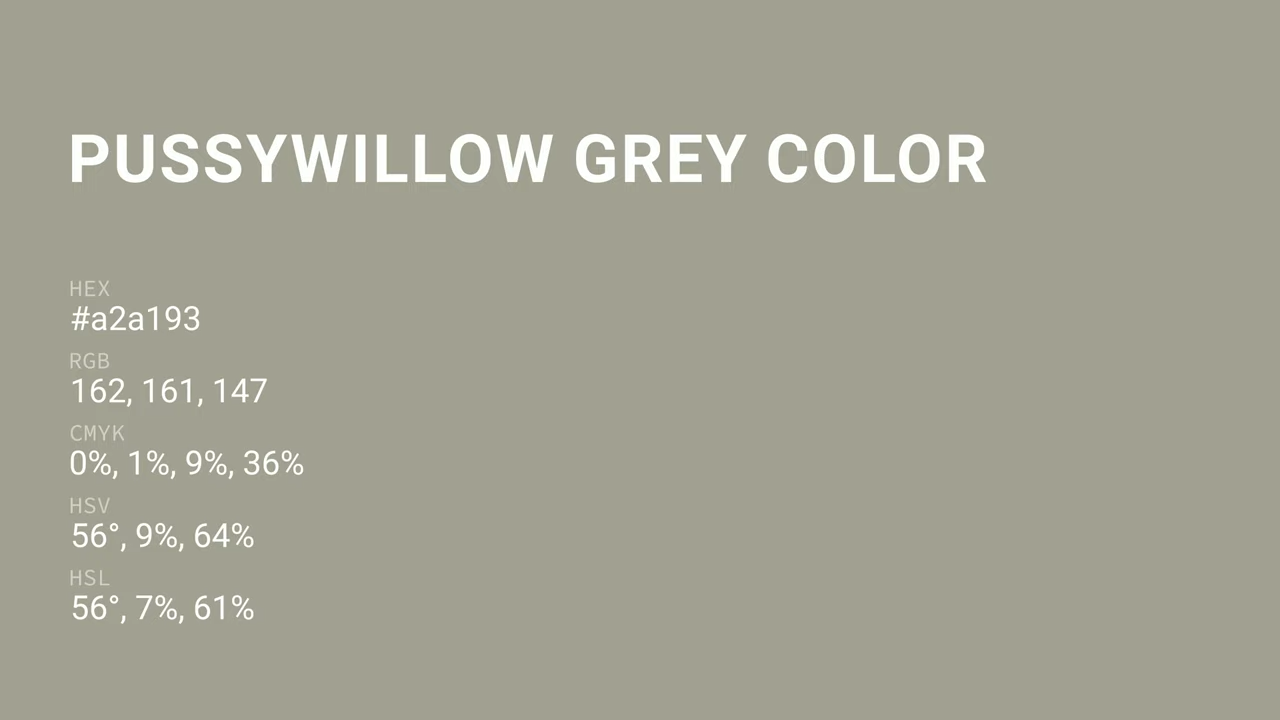 PUSSYWILLOW GREY COLOR
HEX
#a2a193
RGB
162, 161, 147
CMYK
0%, 1%, 9%, 36%
HSV
56°, 9%, 64%
HSL
56°, 7%, 61%